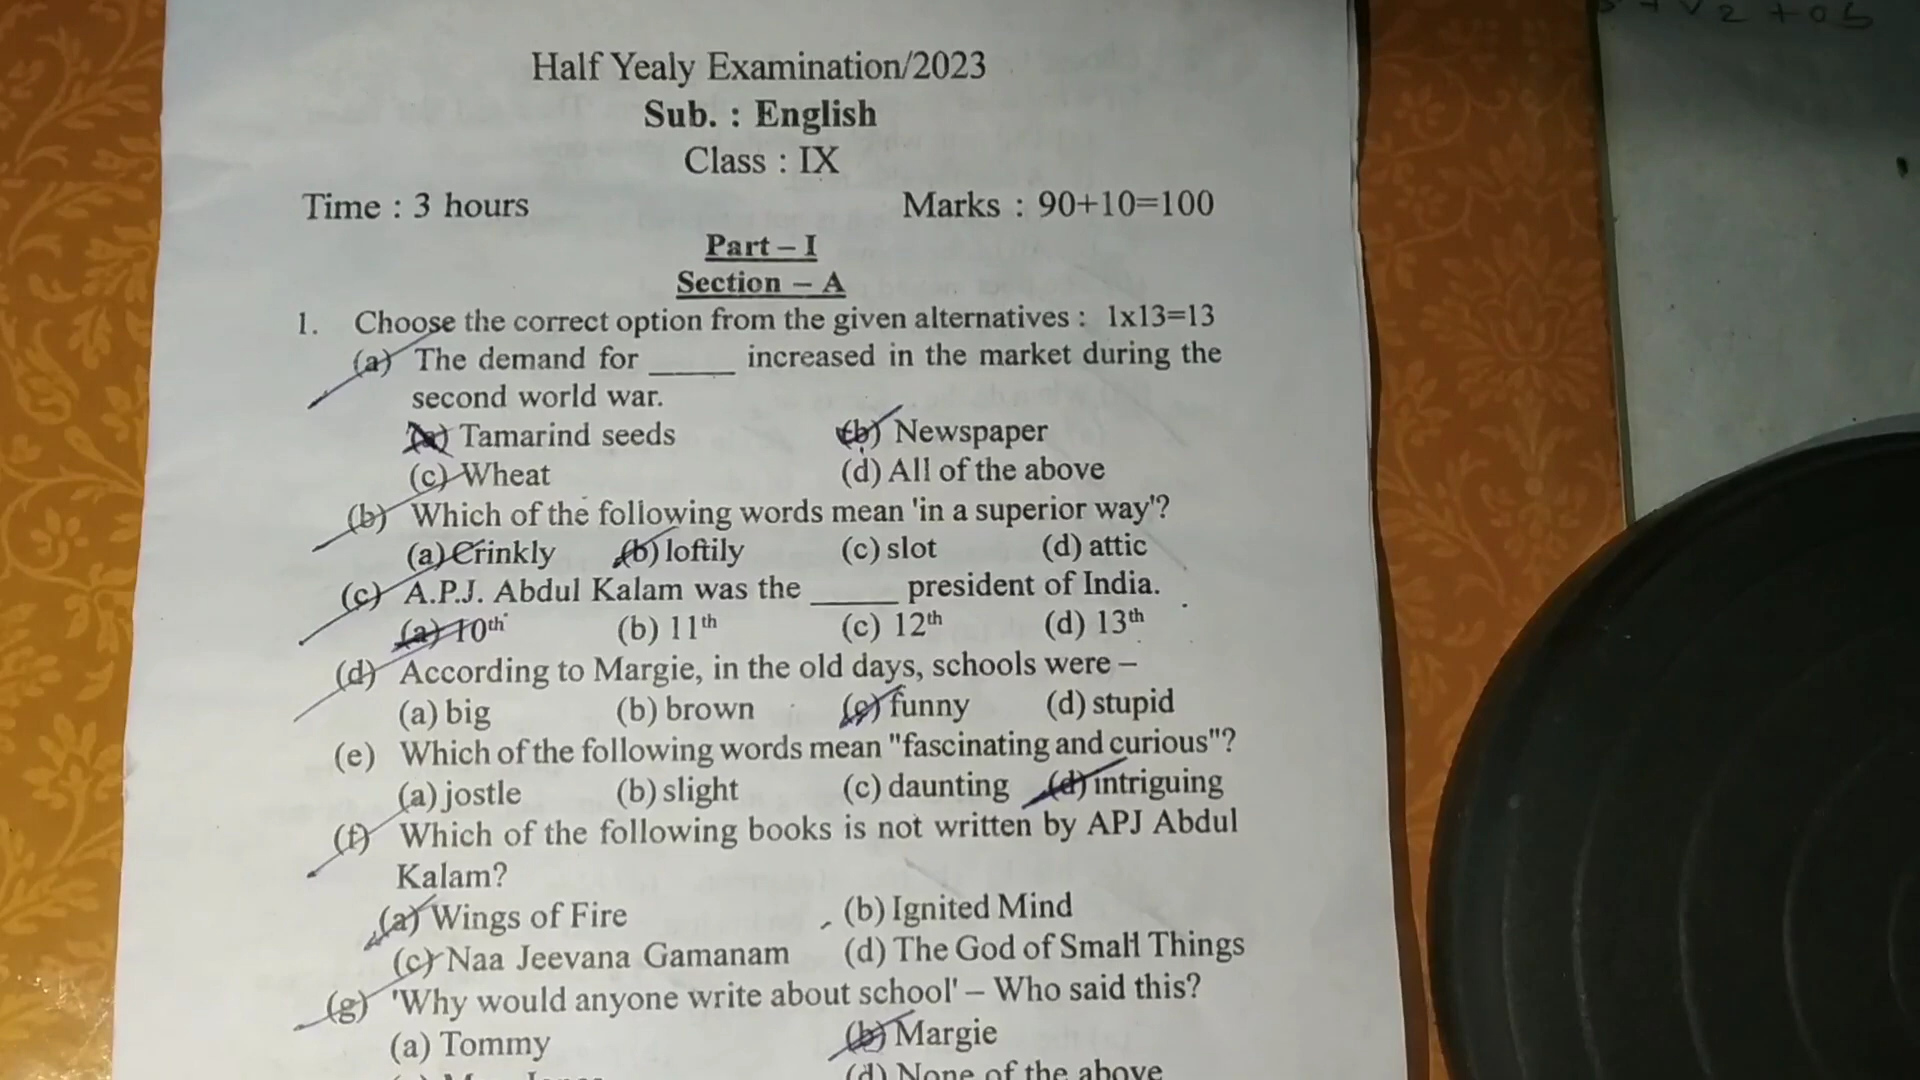 Half Yealy Examination/2023
Sub. : English
Class : IX
Time : 3 hours Marks : 90+10=100
Part – I
Section – A
1. Choose the correct option from the given alternatives : 1x13=13
(a) The demand for _____ increased in the market during the
second world war.
(a) Tamarind seeds (b) Newspaper
(c) Wheat (d) All of the above
(b) Which of the following words mean 'in a superior way'?
(a) Crinkly (b) loftily (c) slot (d) attic
(c) A.P.J. Abdul Kalam was the _____ president of India.
(a) 10th (b) 11th (c) 12th (d) 13th
(d) According to Margie, in the old days, schools were –
(a) big (b) brown (c) funny (d) stupid
(e) Which of the following words mean "fascinating and curious"?
(a) jostle (b) slight (c) daunting (d) intriguing
(f) Which of the following books is not written by APJ Abdul
Kalam?
(a) Wings of Fire (b) Ignited Mind
(c) Naa Jeevana Gamanam (d) The God of Small Things
(g) 'Why would anyone write about school' – Who said this?
(a) Tommy (b) Margie
(d) None of the above